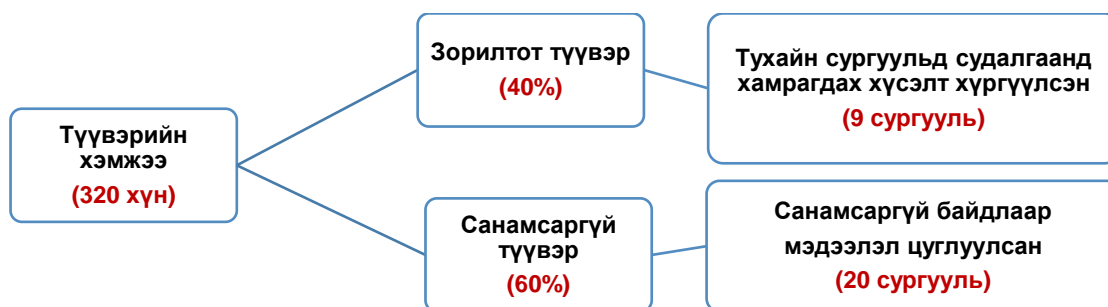 Түүвэрийн
хэмжээ
(320 хүн)
Зорилтот түүвэр
(40%)
Тухайн сургуульд судалгаанд
хамрагдах хүсэлт хүргүүлсэн
(9 сургууль)
Санамсаргүй
түүвэр
(60%)
Санамсаргүй байдлаар
мэдээлэл цуглуулсан
(20 сургууль)